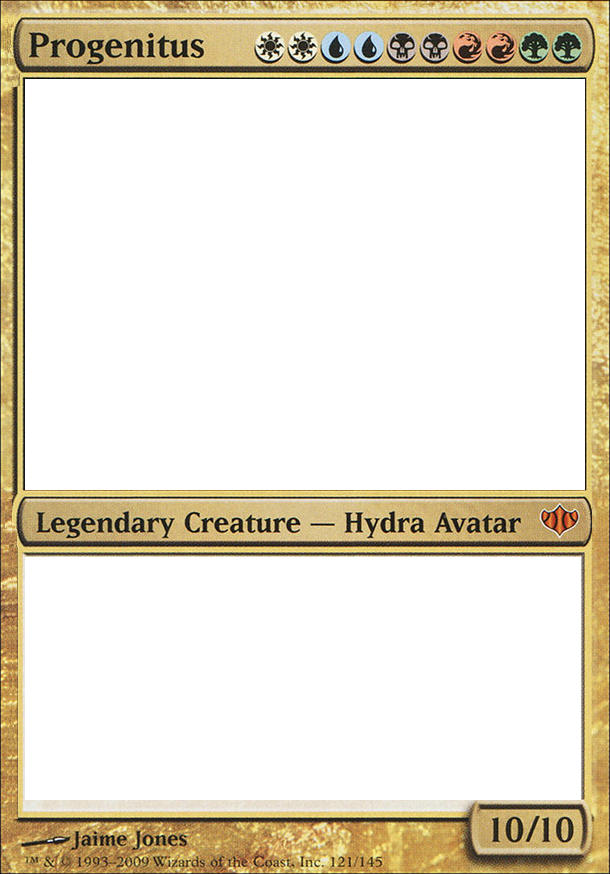 Progenitus
Legendary Creature — Hydra Avatar
10/10
Jaime Jones
™ & © 1993–2009 Wizards of the Coast, Inc. 121/145